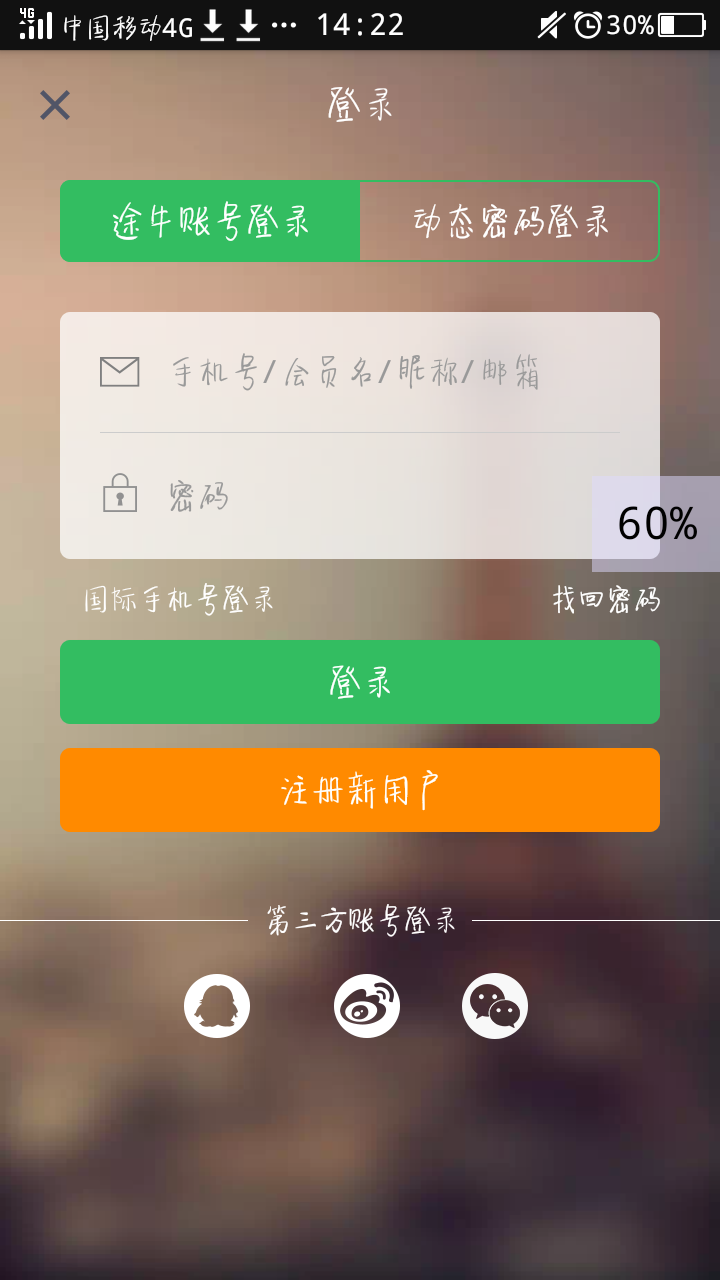 4G 中国移动4G ... 14:22 30%
登录
途牛账号登录 动态密码登录
手机号/会员名/昵称/邮箱
密码
60%
国际手机号登录 找回密码
登录
注册新用户
第三方账号登录